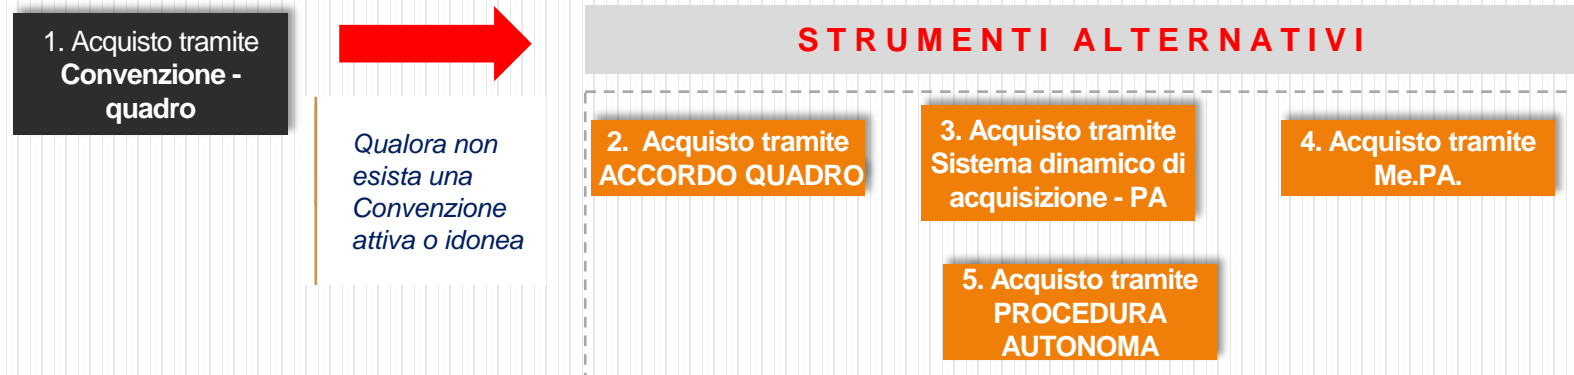 1. Acquisto tramite
Convenzione -
quadro
Qualora non
esista una
Convenzione
attiva o idonea
STRUMENTI ALTERNATIVI
2. Acquisto tramite
ACCORDO QUADRO
3. Acquisto tramite
Sistema dinamico di
acquisizione - PA
4. Acquisto tramite
Me.PA.
5. Acquisto tramite
PROCEDURA
AUTONOMA